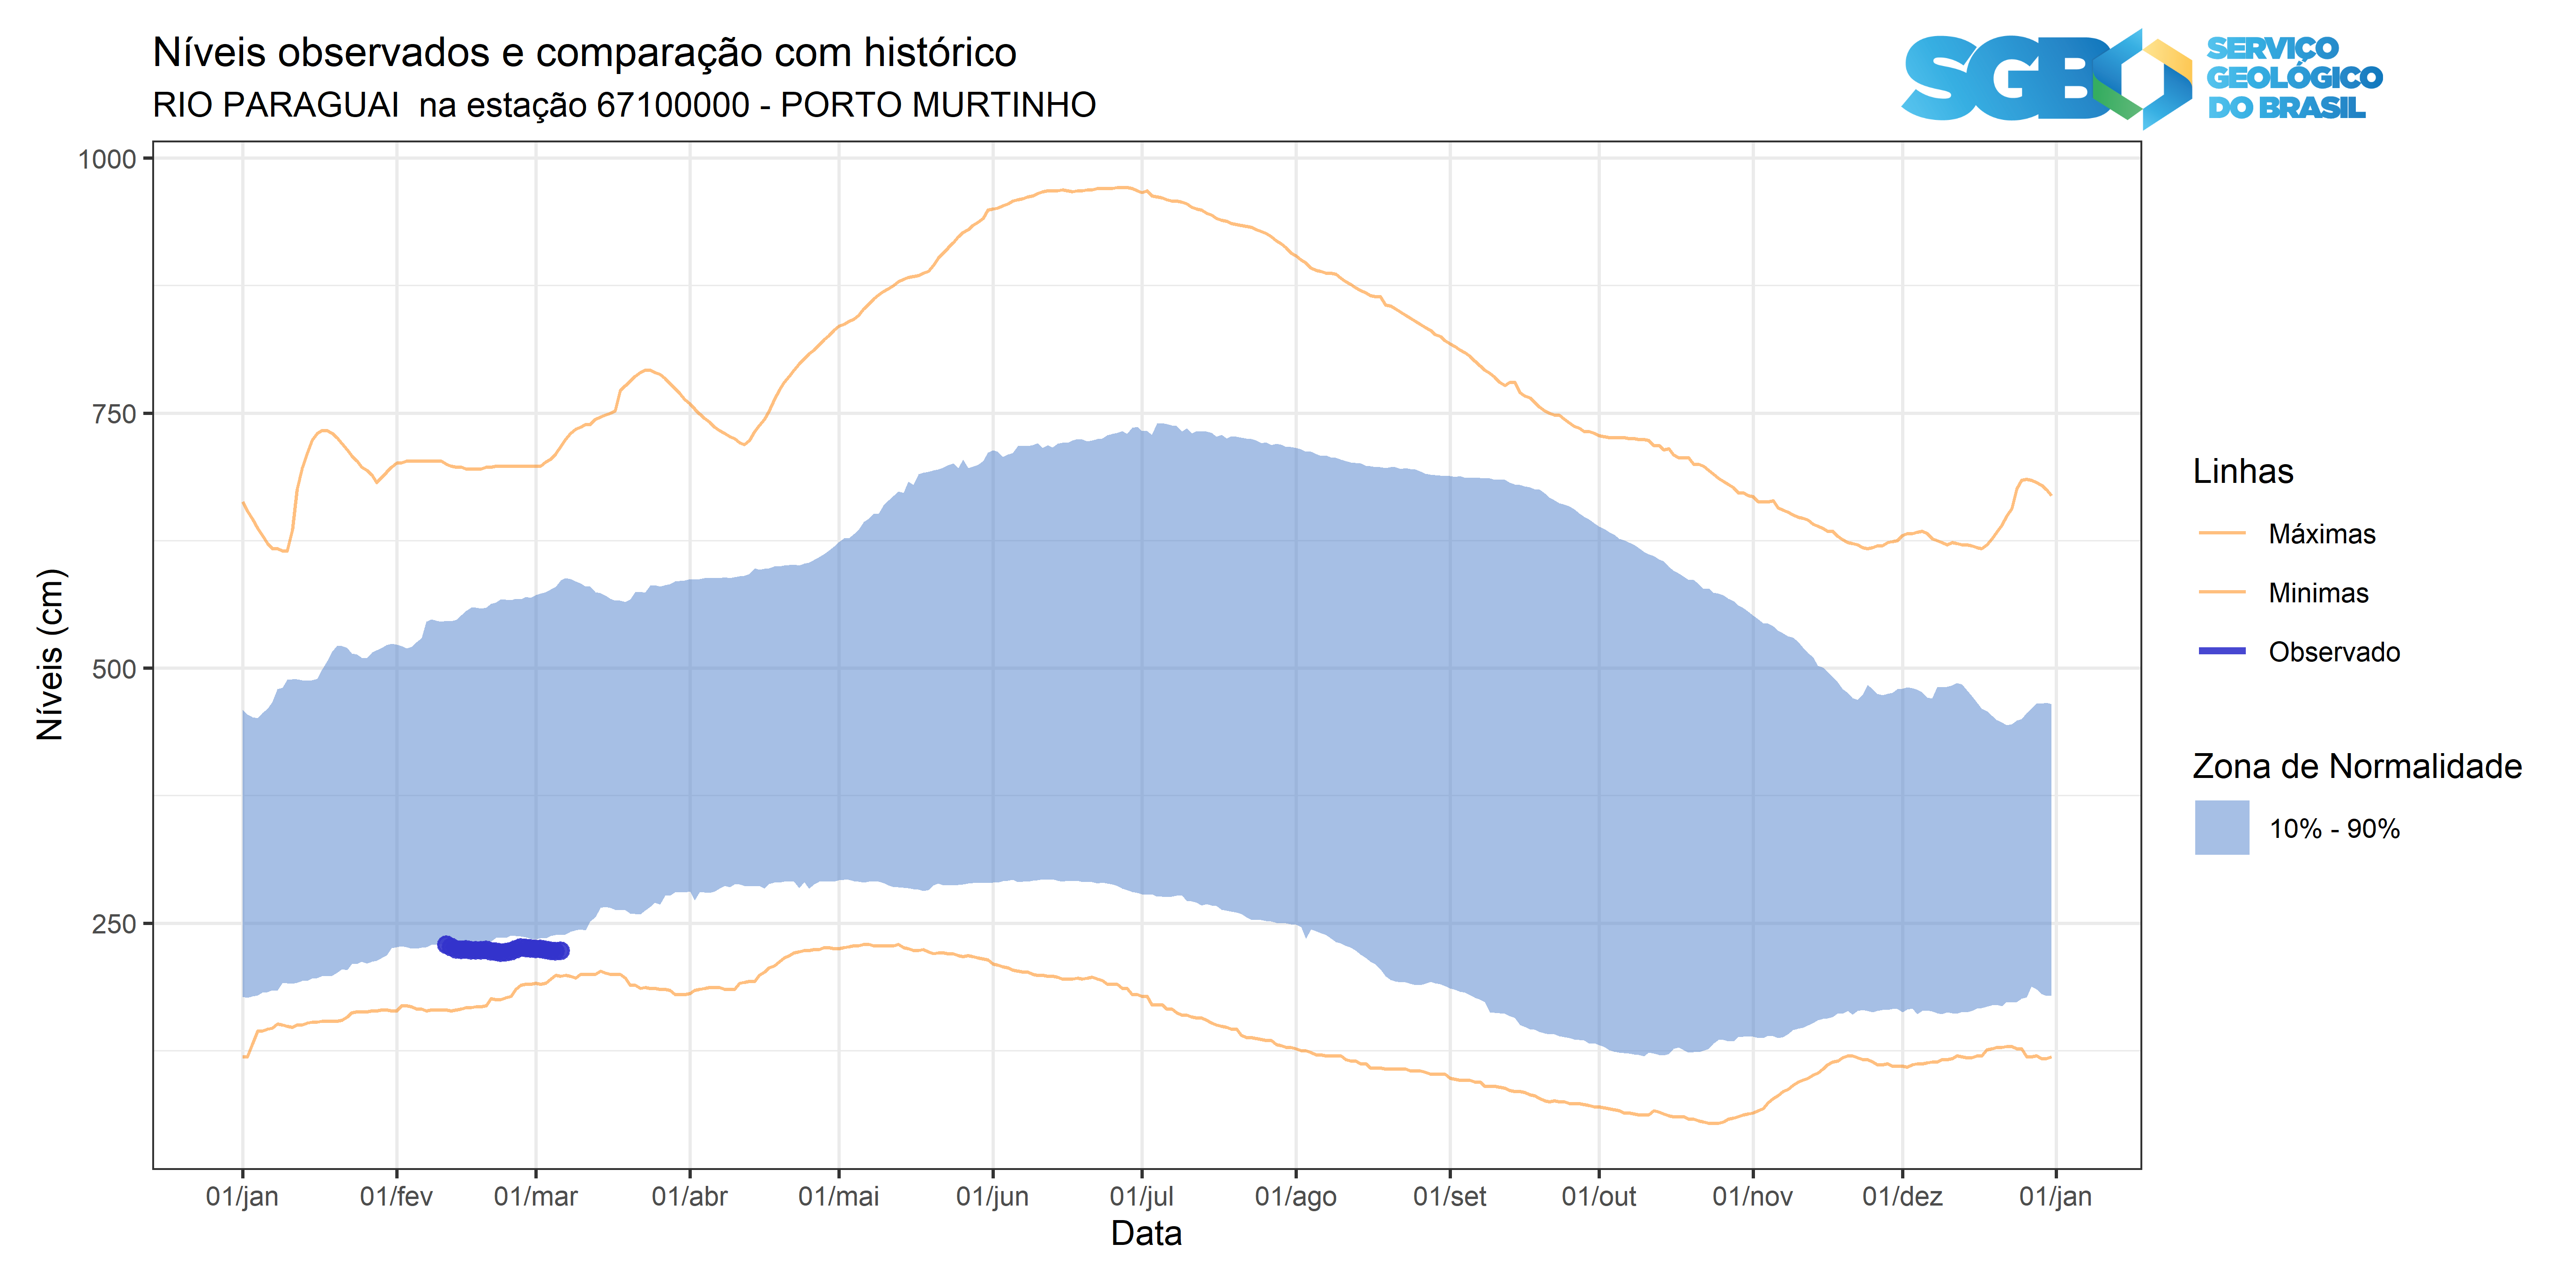 Níveis observados e comparação com histórico
RIO PARAGUAI  na estação 67100000 - PORTO MURTINHO
SGB
SERVIÇO
GEOLÓGICO
DO BRASIL
Níveis (cm)
1000
750
500
250
01/jan
01/fev
01/mar
01/abr
01/mai
01/jun
01/jul
01/ago
01/set
01/out
01/nov
01/dez
01/jan
Data
Linhas
Máximas
Minimas
Observado
Zona de Normalidade
10% - 90%